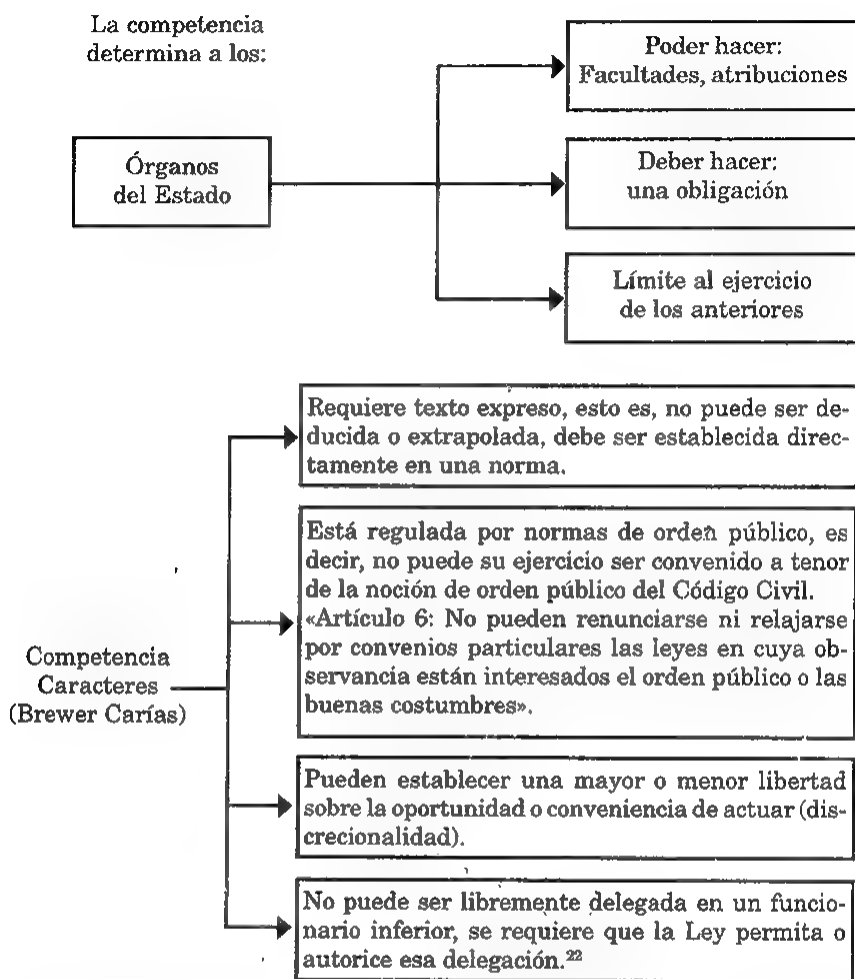 La competencia
determina a los:
Poder hacer:
Facultades, atribuciones
Órganos
del Estado
Deber hacer:
una obligación
Límite al ejercicio
de los anteriores
Requiere texto expreso, esto es, no puede ser de-
ducida o extrapolada, debe ser establecida direc-
tamente en una norma.
Está regulada por normas de orden público, es
decir, no puede su ejercicio ser convenido a tenor
de la noción de orden público del Código Civil.
«Artículo 6: No pueden renunciarse ni relajarse
por convenios particulares las leyes en cuya ob-
servancia están interesados el orden público o las
buenas costumbres».
Competencia
Caracteres
(Brewer Carías)
Pueden establecer una mayor o menor libertad
sobre la oportunidad o conveniencia de actuar (dis-
crecionalidad).
No puede ser libremente delegada en un funcio-
nario inferior, se requiere que la Ley permita o
autorice esa delegación.²²